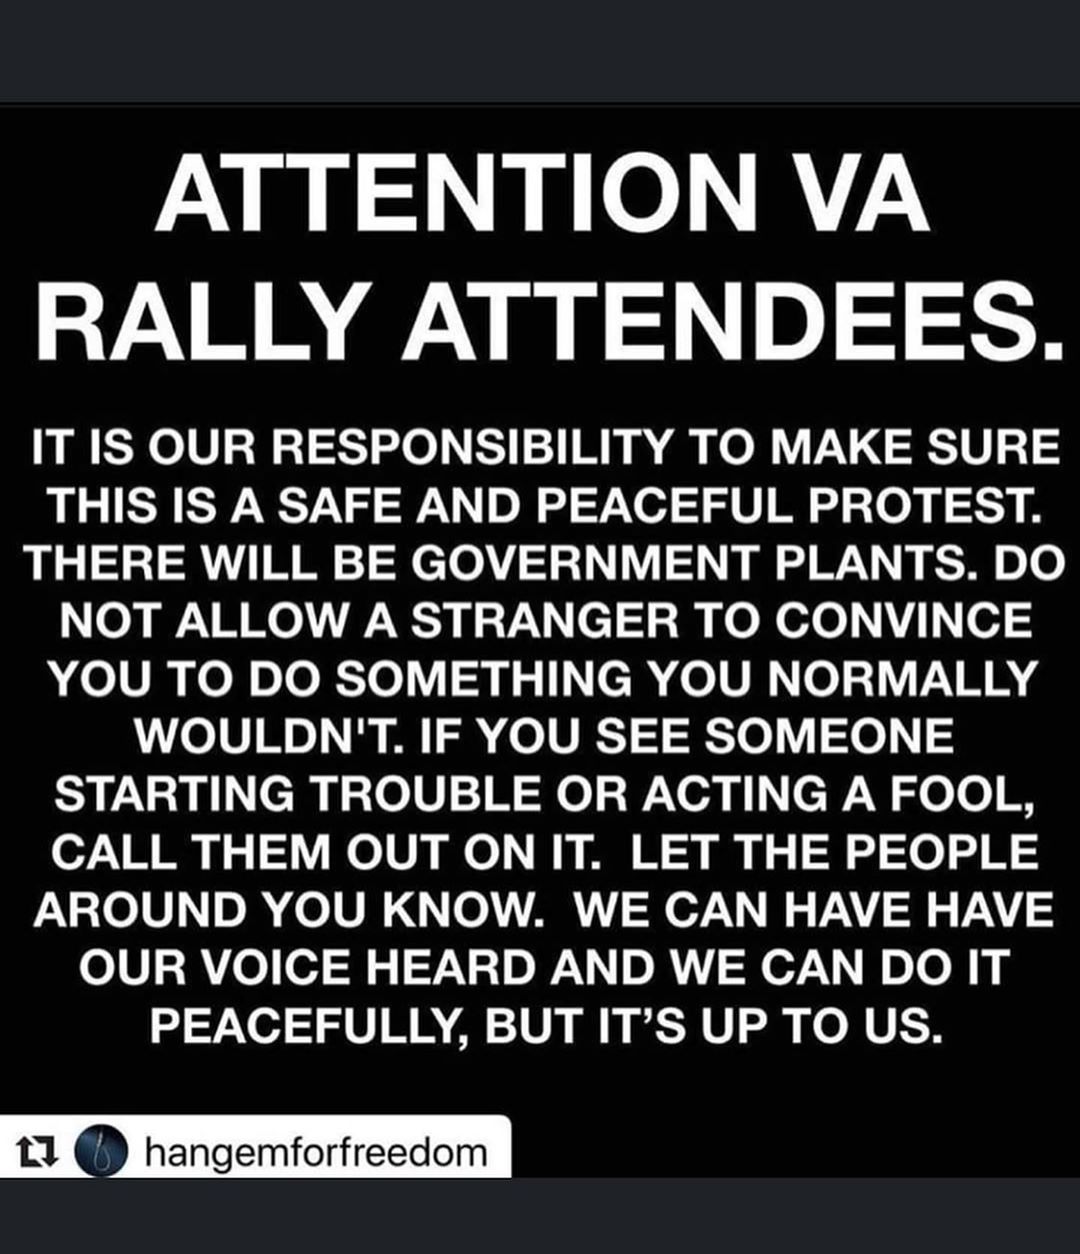 ATTENTION VA
RALLY ATTENDEES.
IT IS OUR RESPONSIBILITY TO MAKE SURE
THIS IS A SAFE AND PEACEFUL PROTEST.
THERE WILL BE GOVERNMENT PLANTS. DO
NOT ALLOW A STRANGER TO CONVINCE
YOU TO DO SOMETHING YOU NORMALLY
WOULDN'T. IF YOU SEE SOMEONE
STARTING TROUBLE OR ACTING A FOOL,
CALL THEM OUT ON IT.  LET THE PEOPLE
AROUND YOU KNOW.  WE CAN HAVE HAVE
OUR VOICE HEARD AND WE CAN DO IT
PEACEFULLY, BUT IT’S UP TO US.
hangemforfreedom